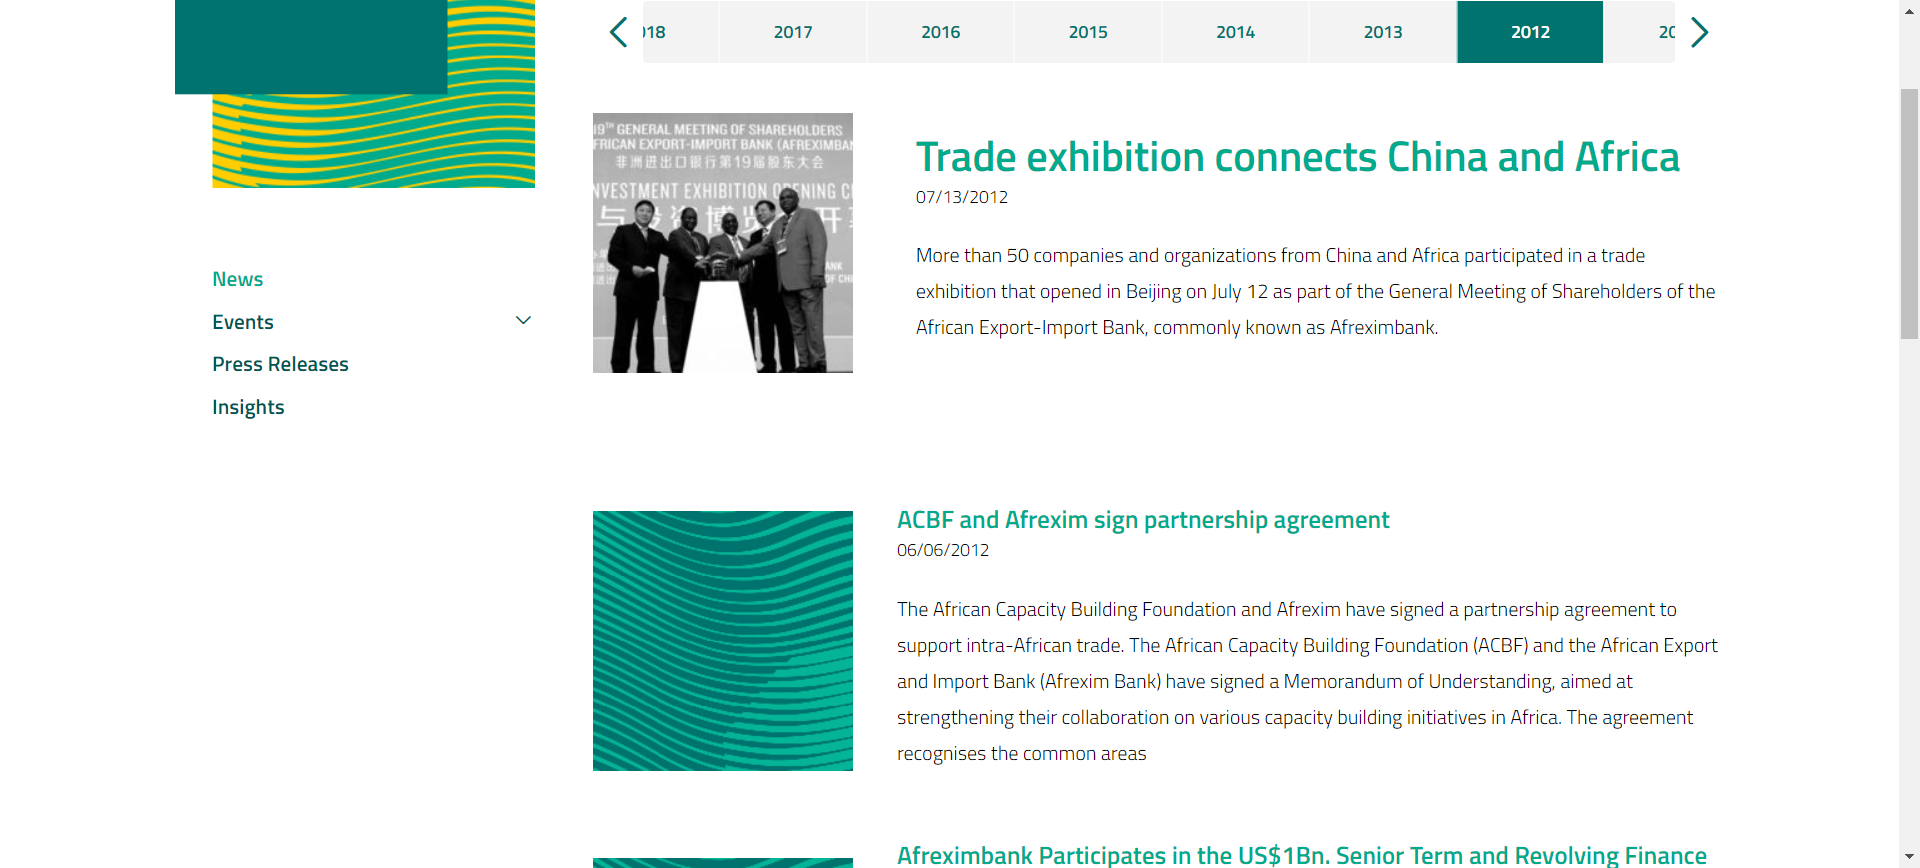 18 2017 2016 2015 2014 2013 2012 20
19TH GENERAL MEETING OF SHAREHOLDERS
FRICAN EXPORT-IMPORT BANK (AFREXIMBA
非洲进出口银行第19届股东大会
NVESTMENT EXHIBITION OPENING C
Trade exhibition connects China and Africa
07/13/2012
More than 50 companies and organizations from China and Africa participated in a trade
exhibition that opened in Beijing on July 12 as part of the General Meeting of Shareholders of the
African Export-Import Bank, commonly known as Afreximbank.
News
Events
Press Releases
Insights
ACBF and Afrexim sign partnership agreement
06/06/2012
The African Capacity Building Foundation and Afrexim have signed a partnership agreement to
support intra-African trade. The African Capacity Building Foundation (ACBF) and the African Export
and Import Bank (Afrexim Bank) have signed a Memorandum of Understanding, aimed at
strengthening their collaboration on various capacity building initiatives in Africa. The agreement
recognises the common areas
Afreximbank Participates in the US$1Bn. Senior Term and Revolving Finance